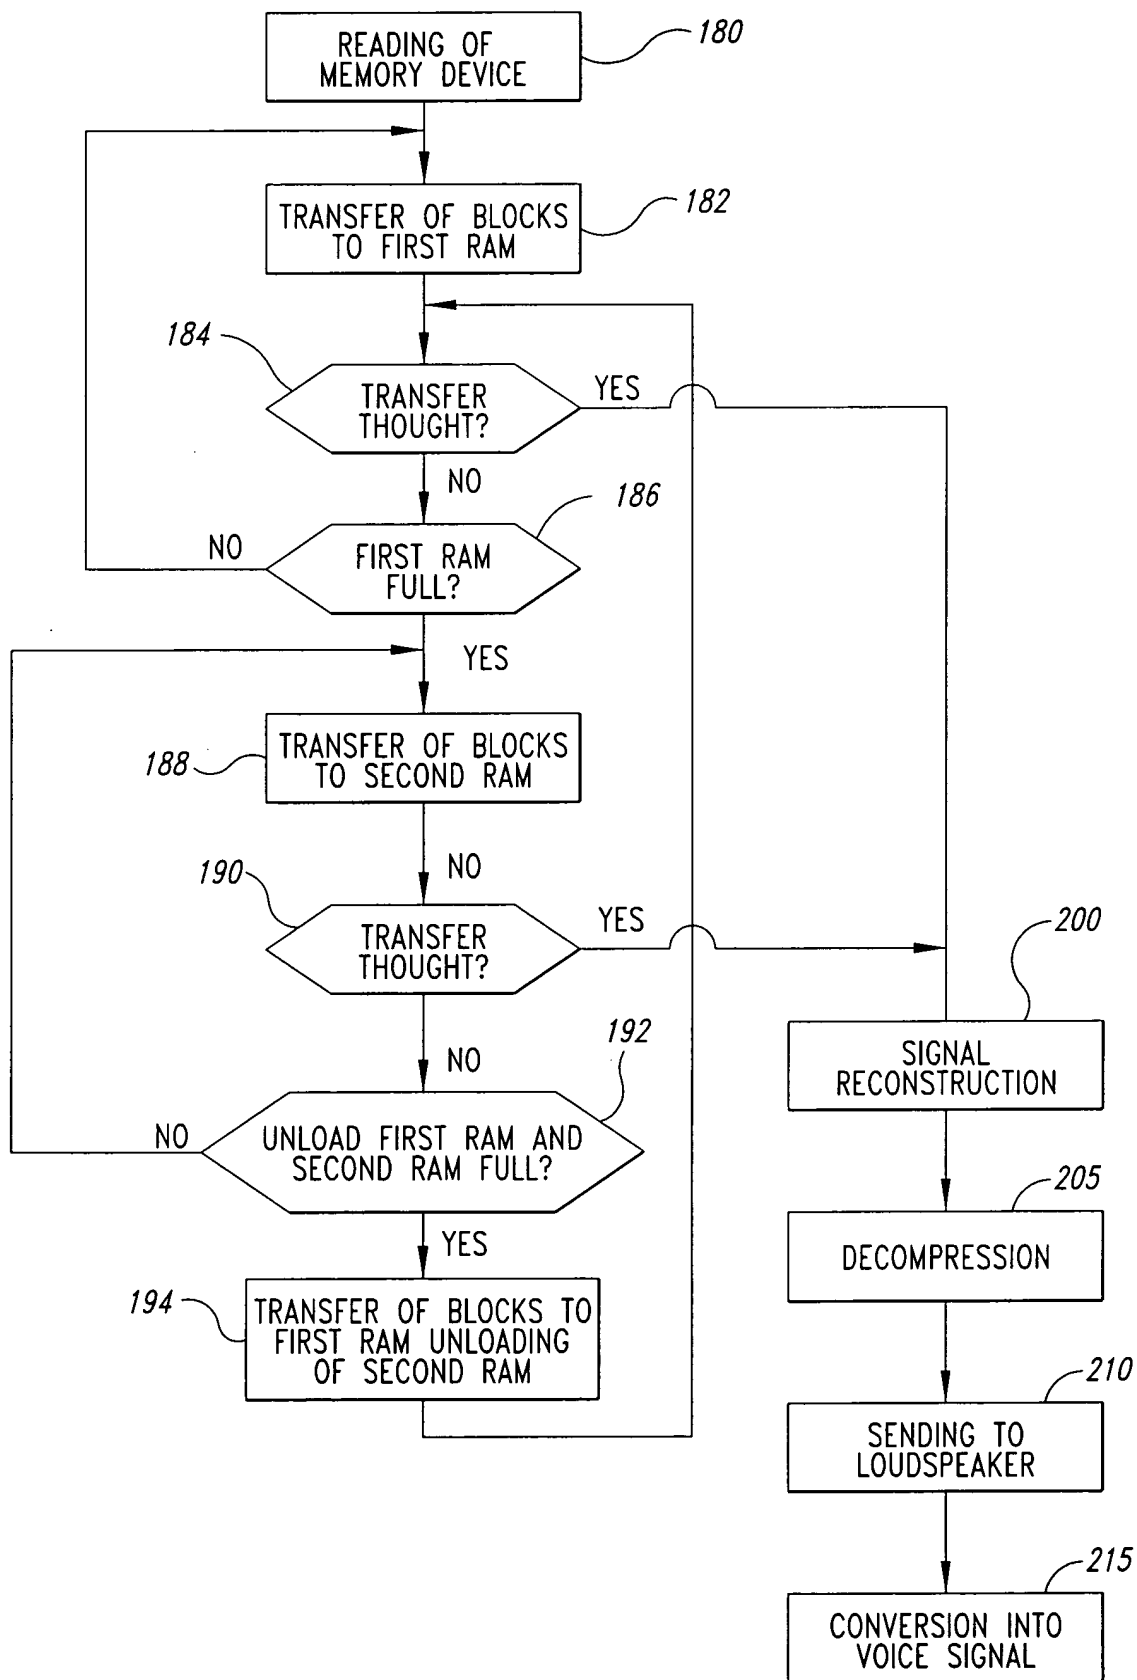 READING OF
MEMORY DEVICE
180
TRANSFER OF BLOCKS
TO FIRST RAM
182
184
TRANSFER
THOUGHT?
YES
NO
186
FIRST RAM
FULL?
NO
YES
188
TRANSFER OF BLOCKS
TO SECOND RAM
NO
190
TRANSFER
THOUGHT?
YES
NO
192
UNLOAD FIRST RAM AND
SECOND RAM FULL?
NO
YES
194
TRANSFER OF BLOCKS TO
FIRST RAM UNLOADING
OF SECOND RAM
200
SIGNAL
RECONSTRUCTION
205
DECOMPRESSION
210
SENDING TO
LOUDSPEAKER
215
CONVERSION INTO
VOICE SIGNAL